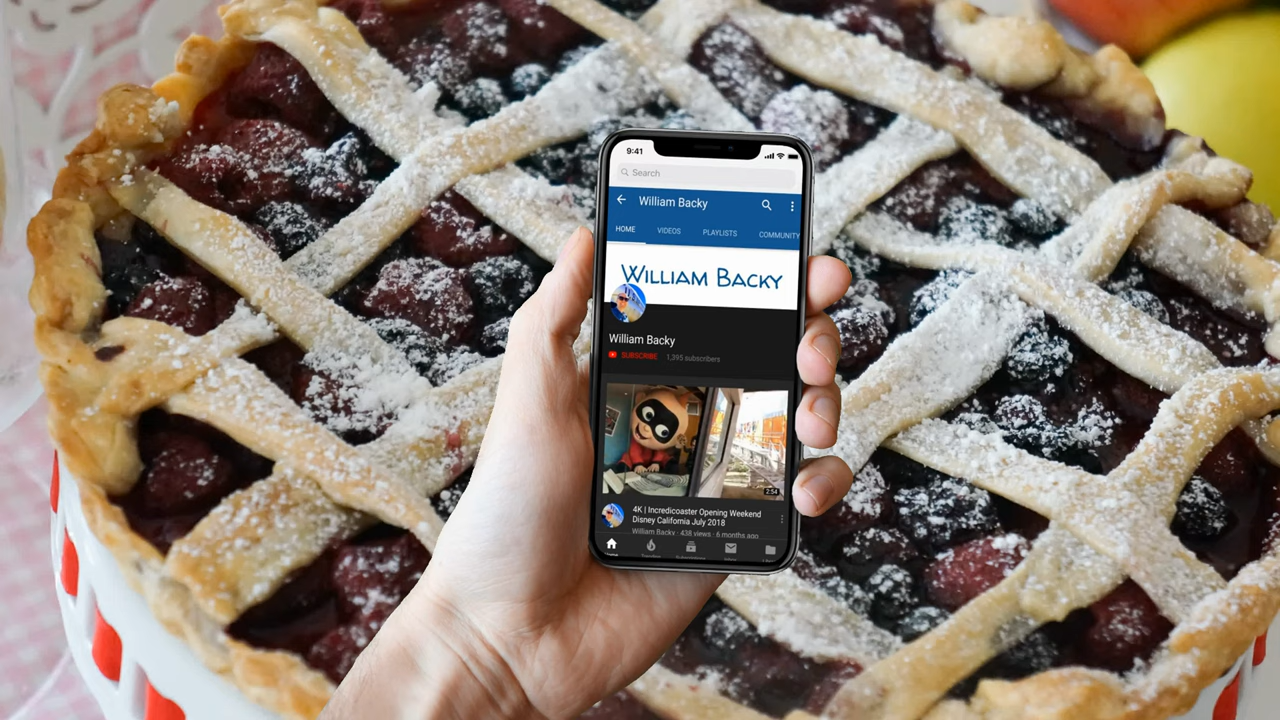 9:41
Search
William Backy
HOME VIDEOS PLAYLISTS COMMUNITY
WILLIAM BACKY
William Backy
SUBSCRIBE 1,395 subscribers
2:54
4K | Incredicoaster Opening Weekend
Disney California July 2018
William Backy · 438 views · 6 months ago